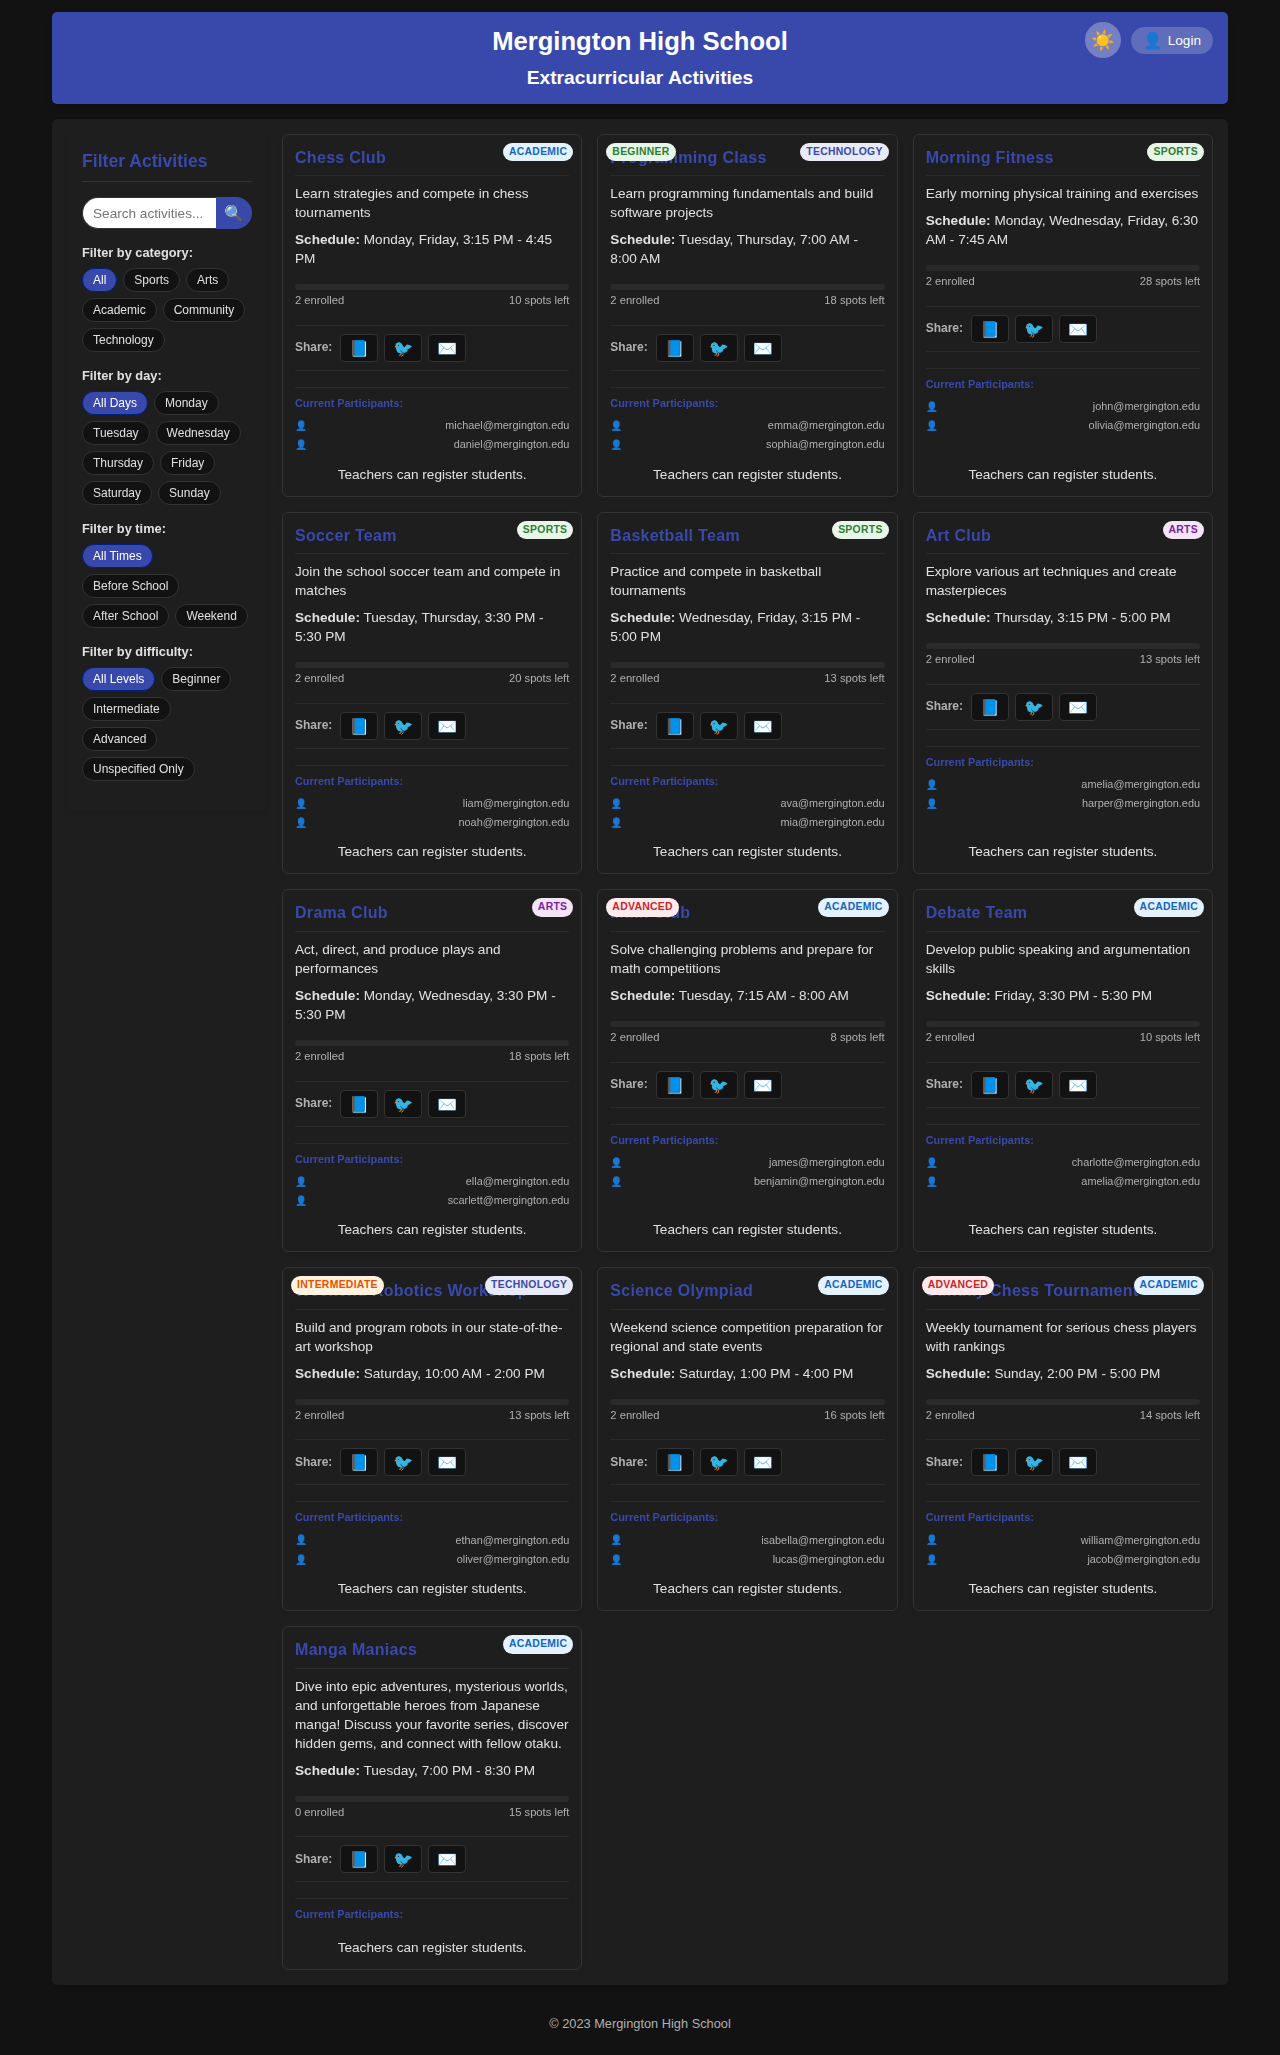 Mergington High School
Extracurricular Activities
Login
Filter Activities
Search activities...
Filter by category:
All Sports Arts
Academic Community
Technology
Filter by day:
All Days Monday
Tuesday Wednesday
Thursday Friday
Saturday Sunday
Filter by time:
All Times
Before School
After School Weekend
Filter by difficulty:
All Levels Beginner
Intermediate
Advanced
Unspecified Only
Chess Club
ACADEMIC
Learn strategies and compete in chess
tournaments
Schedule: Monday, Friday, 3:15 PM - 4:45
PM
2 enrolled 10 spots left
Share:
Current Participants:
michael@mergington.edu
daniel@mergington.edu
Teachers can register students.
BEGINNER
Class
TECHNOLOGY
Learn programming fundamentals and build
software projects
Schedule: Tuesday, Thursday, 7:00 AM -
8:00 AM
2 enrolled 18 spots left
Share:
Current Participants:
emma@mergington.edu
sophia@mergington.edu
Teachers can register students.
Morning Fitness
SPORTS
Early morning physical training and exercises
Schedule: Monday, Wednesday, Friday, 6:30
AM - 7:45 AM
2 enrolled 28 spots left
Share:
Current Participants:
john@mergington.edu
olivia@mergington.edu
Teachers can register students.
Soccer Team
SPORTS
Join the school soccer team and compete in
matches
Schedule: Tuesday, Thursday, 3:30 PM -
5:30 PM
2 enrolled 20 spots left
Share:
Current Participants:
liam@mergington.edu
noah@mergington.edu
Teachers can register students.
Basketball Team
SPORTS
Practice and compete in basketball
tournaments
Schedule: Wednesday, Friday, 3:15 PM -
5:00 PM
2 enrolled 13 spots left
Share:
Current Participants:
ava@mergington.edu
mia@mergington.edu
Teachers can register students.
Art Club
ARTS
Explore various art techniques and create
masterpieces
Schedule: Thursday, 3:15 PM - 5:00 PM
2 enrolled 13 spots left
Share:
Current Participants:
amelia@mergington.edu
harper@mergington.edu
Teachers can register students.
Drama Club
ARTS
Act, direct, and produce plays and
performances
Schedule: Monday, Wednesday, 3:30 PM -
5:30 PM
2 enrolled 18 spots left
Share:
Current Participants:
ella@mergington.edu
scarlett@mergington.edu
Teachers can register students.
ADVANCED
ACADEMIC
Solve challenging problems and prepare for
math competitions
Schedule: Tuesday, 7:15 AM - 8:00 AM
2 enrolled 8 spots left
Share:
Current Participants:
james@mergington.edu
benjamin@mergington.edu
Teachers can register students.
Debate Team
ACADEMIC
Develop public speaking and argumentation
skills
Schedule: Friday, 3:30 PM - 5:30 PM
2 enrolled 10 spots left
Share:
Current Participants:
charlotte@mergington.edu
amelia@mergington.edu
Teachers can register students.
INTERMEDIATE
Robotics
TECHNOLOGY
Build and program robots in our state-of-the-
art workshop
Schedule: Saturday, 10:00 AM - 2:00 PM
2 enrolled 13 spots left
Share:
Current Participants:
ethan@mergington.edu
oliver@mergington.edu
Teachers can register students.
Science Olympiad
ACADEMIC
Weekend science competition preparation for
regional and state events
Schedule: Saturday, 1:00 PM - 4:00 PM
2 enrolled 16 spots left
Share:
Current Participants:
isabella@mergington.edu
lucas@mergington.edu
Teachers can register students.
ADVANCED
Chess Tournament
ACADEMIC
Weekly tournament for serious chess players
with rankings
Schedule: Sunday, 2:00 PM - 5:00 PM
2 enrolled 14 spots left
Share:
Current Participants:
william@mergington.edu
jacob@mergington.edu
Teachers can register students.
Manga Maniacs
ACADEMIC
Dive into epic adventures, mysterious worlds,
and unforgettable heroes from Japanese
manga! Discuss your favorite series, discover
hidden gems, and connect with fellow otaku.
Schedule: Tuesday, 7:00 PM - 8:30 PM
0 enrolled 15 spots left
Share:
Current Participants:
Teachers can register students.
© 2023 Mergington High School